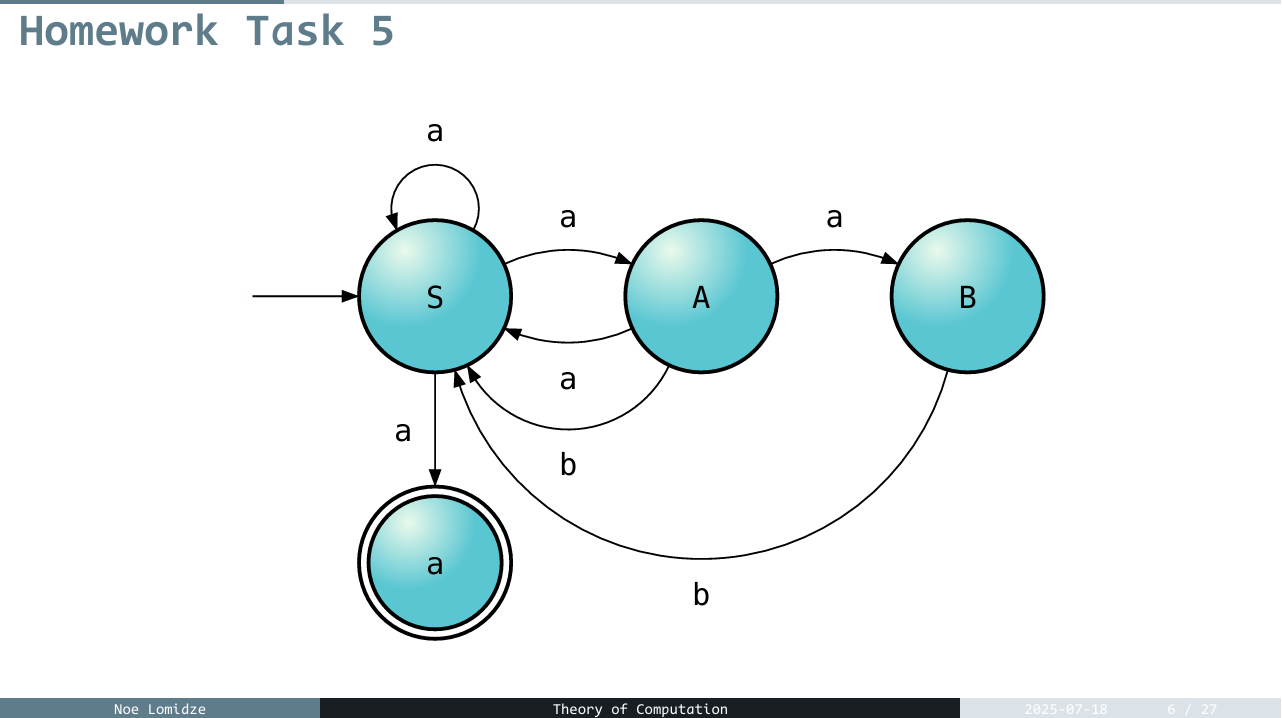 Homework Task 5
a
a
a
S
A
B
a
a
b
a
b
Noe Lomidze
Theory of Computation
2025-07-18
6 / 27